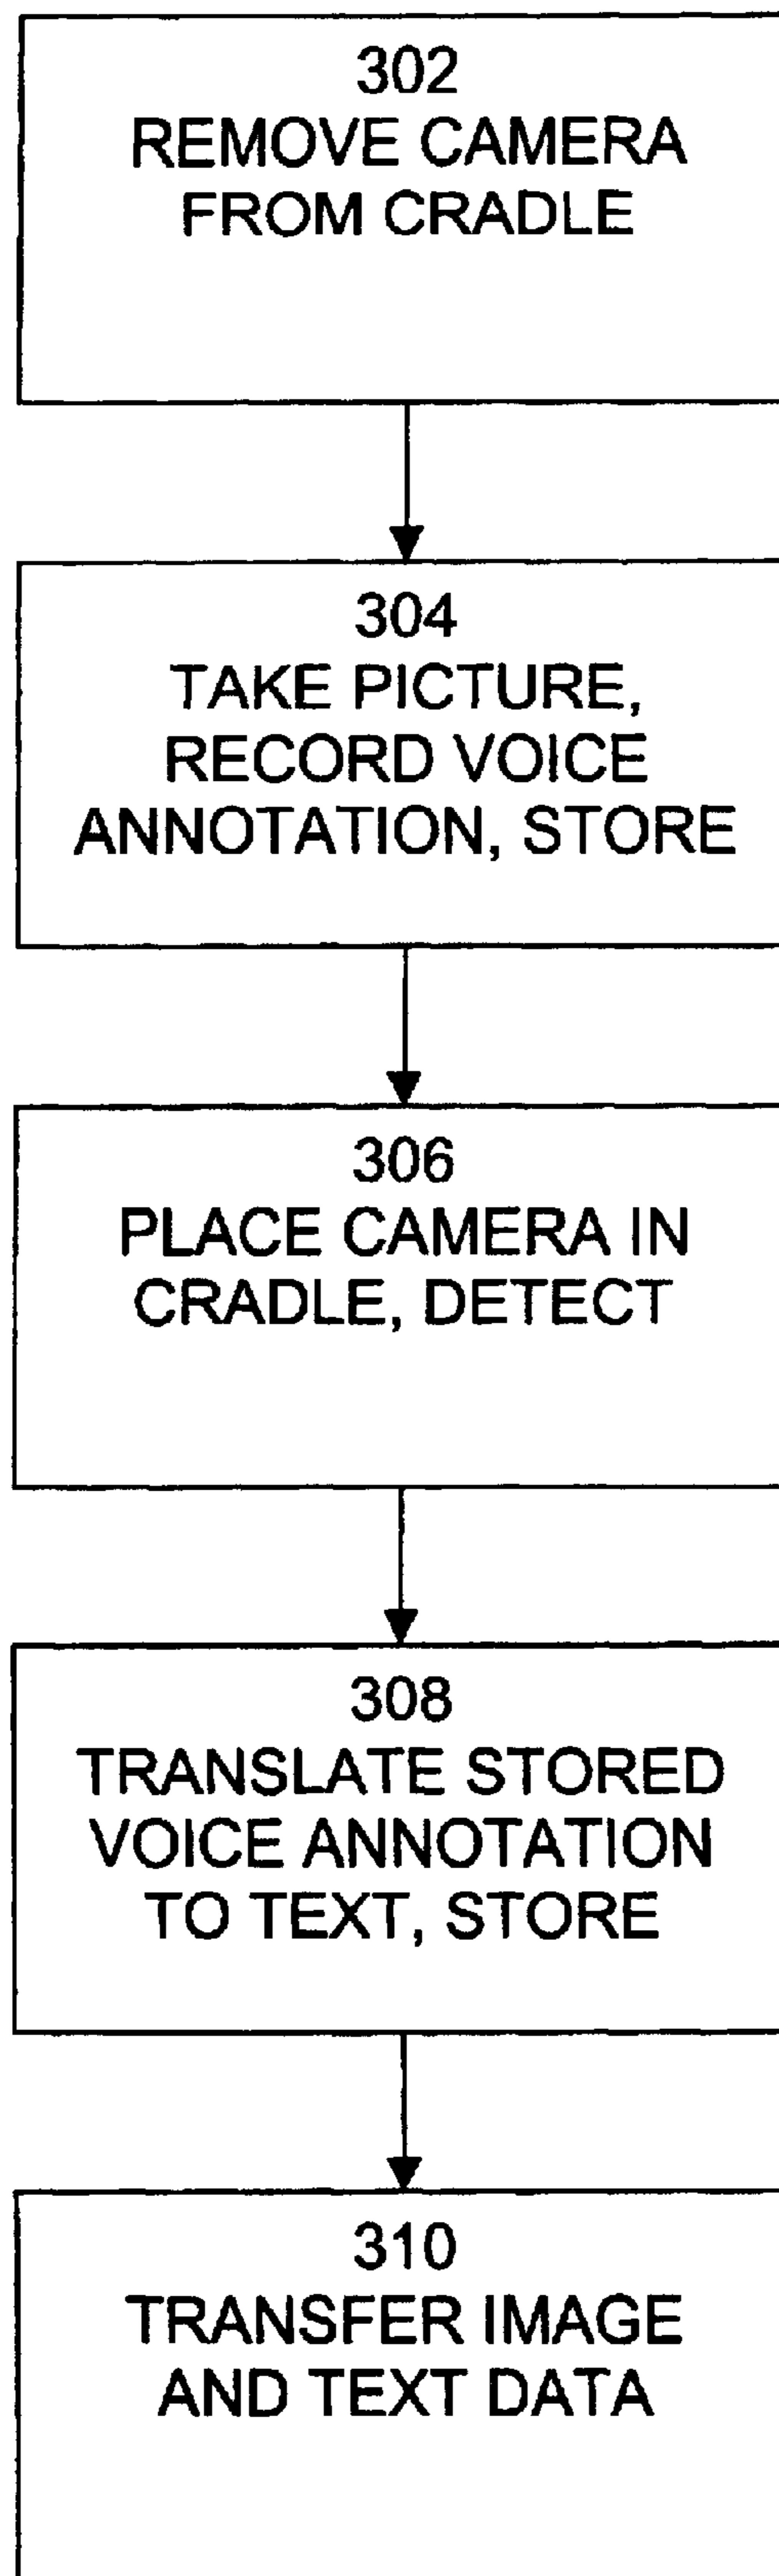 302
REMOVE CAMERA
FROM CRADLE
304
TAKE PICTURE,
RECORD VOICE
ANNOTATION, STORE
306
PLACE CAMERA IN
CRADLE, DETECT
308
TRANSLATE STORED
VOICE ANNOTATION
TO TEXT, STORE
310
TRANSFER IMAGE
AND TEXT DATA